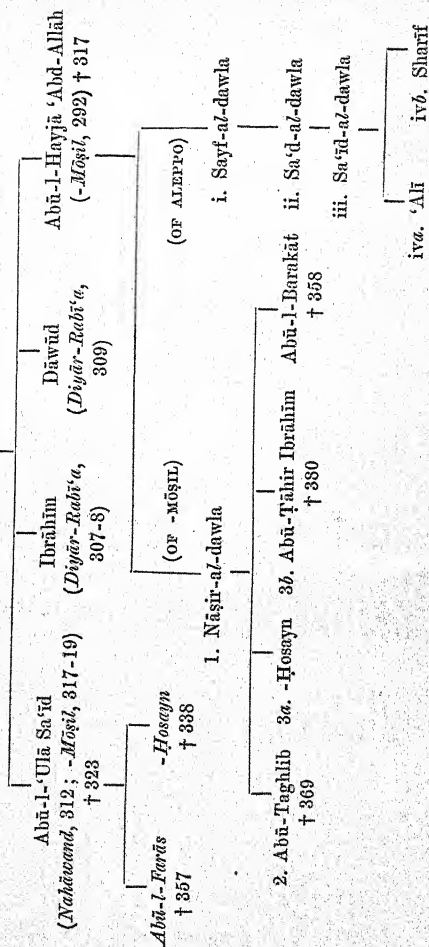 Abū-l-‘Ulā Sa‘īd
(Nahāwand, 312; -Mōṣil, 317-19)
† 323
Ibrāhīm
(Diyār-Rabī‘a,
307-8)
Dāwūd
(Diyār-Rabī‘a,
309)
Abū-l-Hayjā ‘Abd-Allāh
(-Mōṣil, 292) † 317
Abū-l-Farās
† 357
-Ḥosayn
† 338
(OF -MŌṢIL)
1. Nāṣir-al-dawla
(OF ALEPPO)
i. Sayf-al-dawla
ii. Sa‘d-al-dawla
iii. Sa‘īd-al-dawla
2. Abū-Taghlib
† 369
3a. -Ḥosayn
3b. Abū-Ṭāhir Ibrāhīm
† 380
Abū-l-Barakāt
† 358
iva. ‘Alī
ivb. Sharīf